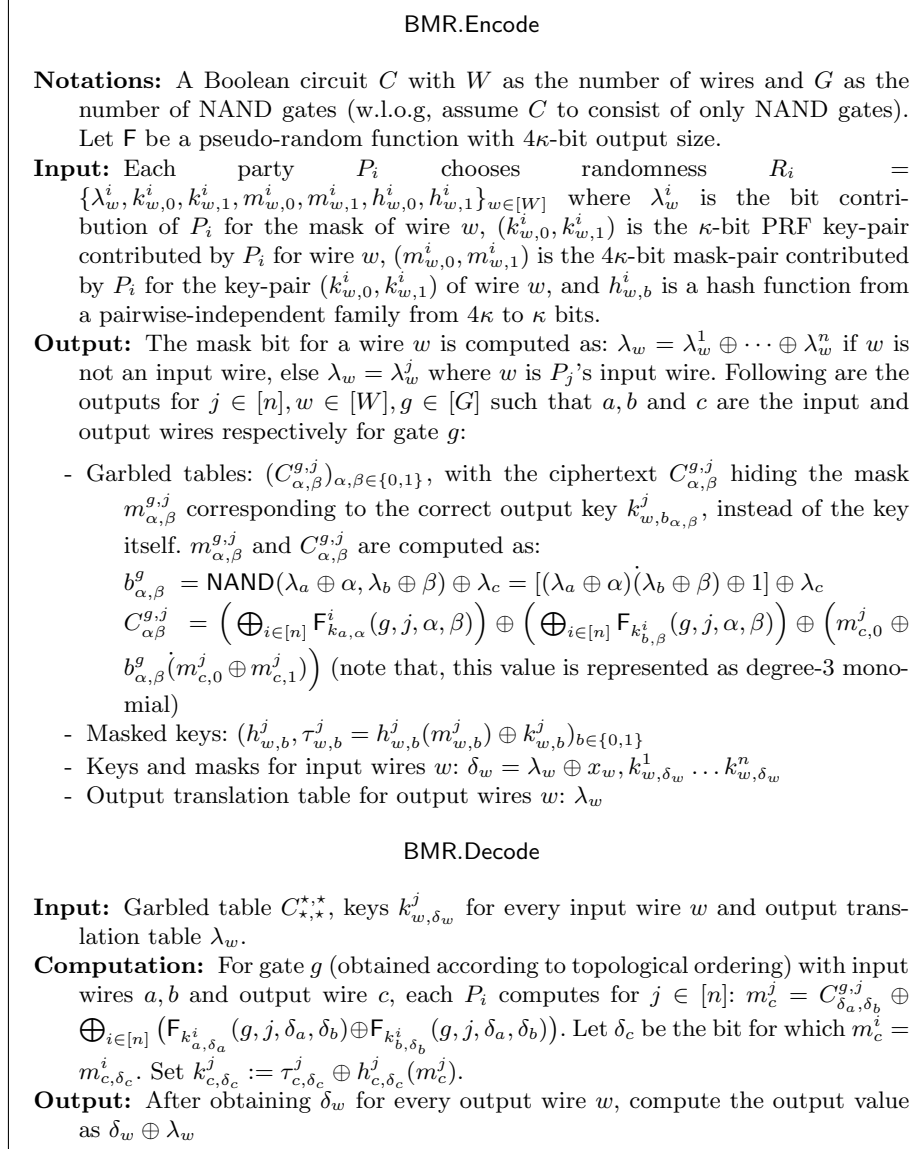 BMR.Encode
Notations: A Boolean circuit C with W as the number of wires and G as the
number of NAND gates (w.l.o.g, assume C to consist of only NAND gates).
Let F be a pseudo-random function with 4κ-bit output size.
Input: Each party P_i chooses randomness R_i =
{λ^i_w, k^i_{w,0}, k^i_{w,1}, m^i_{w,0}, m^i_{w,1}, h^i_{w,0}, h^i_{w,1}}_{w∈[W]} where λ^i_w is the bit contri-
bution of P_i for the mask of wire w, (k^i_{w,0}, k^i_{w,1}) is the κ-bit PRF key-pair
contributed by P_i for wire w, (m^i_{w,0}, m^i_{w,1}) is the 4κ-bit mask-pair contributed
by P_i for the key-pair (k^i_{w,0}, k^i_{w,1}) of wire w, and h^i_{w,b} is a hash function from
a pairwise-independent family from 4κ to κ bits.
Output: The mask bit for a wire w is computed as: λ_w = λ^1_w ⊕ ⋯ ⊕ λ^n_w if w is
not an input wire, else λ_w = λ^j_w where w is P_j's input wire. Following are the
outputs for j ∈ [n], w ∈ [W], g ∈ [G] such that a, b and c are the input and
output wires respectively for gate g:
- Garbled tables: (C^{g,j}_{α,β})_{α,β∈{0,1}}, with the ciphertext C^{g,j}_{α,β} hiding the mask
m^{g,j}_{α,β} corresponding to the correct output key k^j_{w,b_{α,β}}, instead of the key
itself. m^{g,j}_{α,β} and C^{g,j}_{α,β} are computed as:
b^g_{α,β} = NAND(λ_a ⊕ α, λ_b ⊕ β) ⊕ λ_c = [(λ_a ⊕ α)\dot{(}λ_b ⊕ β) ⊕ 1] ⊕ λ_c
C^{g,j}_{αβ} = (⊕_{i∈[n]} F^i_{k_{a,α}}(g, j, α, β)) ⊕ (⊕_{i∈[n]} F_{k^i_{b,β}}(g, j, α, β)) ⊕ (m^j_{c,0} ⊕
b^g_{α,β}\dot{(}m^j_{c,0} ⊕ m^j_{c,1})) (note that, this value is represented as degree-3 mono-
mial)
- Masked keys: (h^j_{w,b}, τ^j_{w,b} = h^j_{w,b}(m^j_{w,b}) ⊕ k^j_{w,b})_{b∈{0,1}}
- Keys and masks for input wires w: δ_w = λ_w ⊕ x_w, k^1_{w,δ_w} … k^n_{w,δ_w}
- Output translation table for output wires w: λ_w
BMR.Decode
Input: Garbled table C^{⋆,⋆}_{⋆,⋆}, keys k^j_{w,δ_w} for every input wire w and output trans-
lation table λ_w.
Computation: For gate g (obtained according to topological ordering) with input
wires a, b and output wire c, each P_i computes for j ∈ [n]: m^j_c = C^{g,j}_{δ_a,δ_b} ⊕
⊕_{i∈[n]} (F_{k^i_{a,δ_a}}(g, j, δ_a, δ_b)⊕F_{k^i_{b,δ_b}}(g, j, δ_a, δ_b)). Let δ_c be the bit for which m^i_c =
m^i_{c,δ_c}. Set k^j_{c,δ_c} := τ^j_{c,δ_c} ⊕ h^j_{c,δ_c}(m^j_c).
Output: After obtaining δ_w for every output wire w, compute the output value
as δ_w ⊕ λ_w